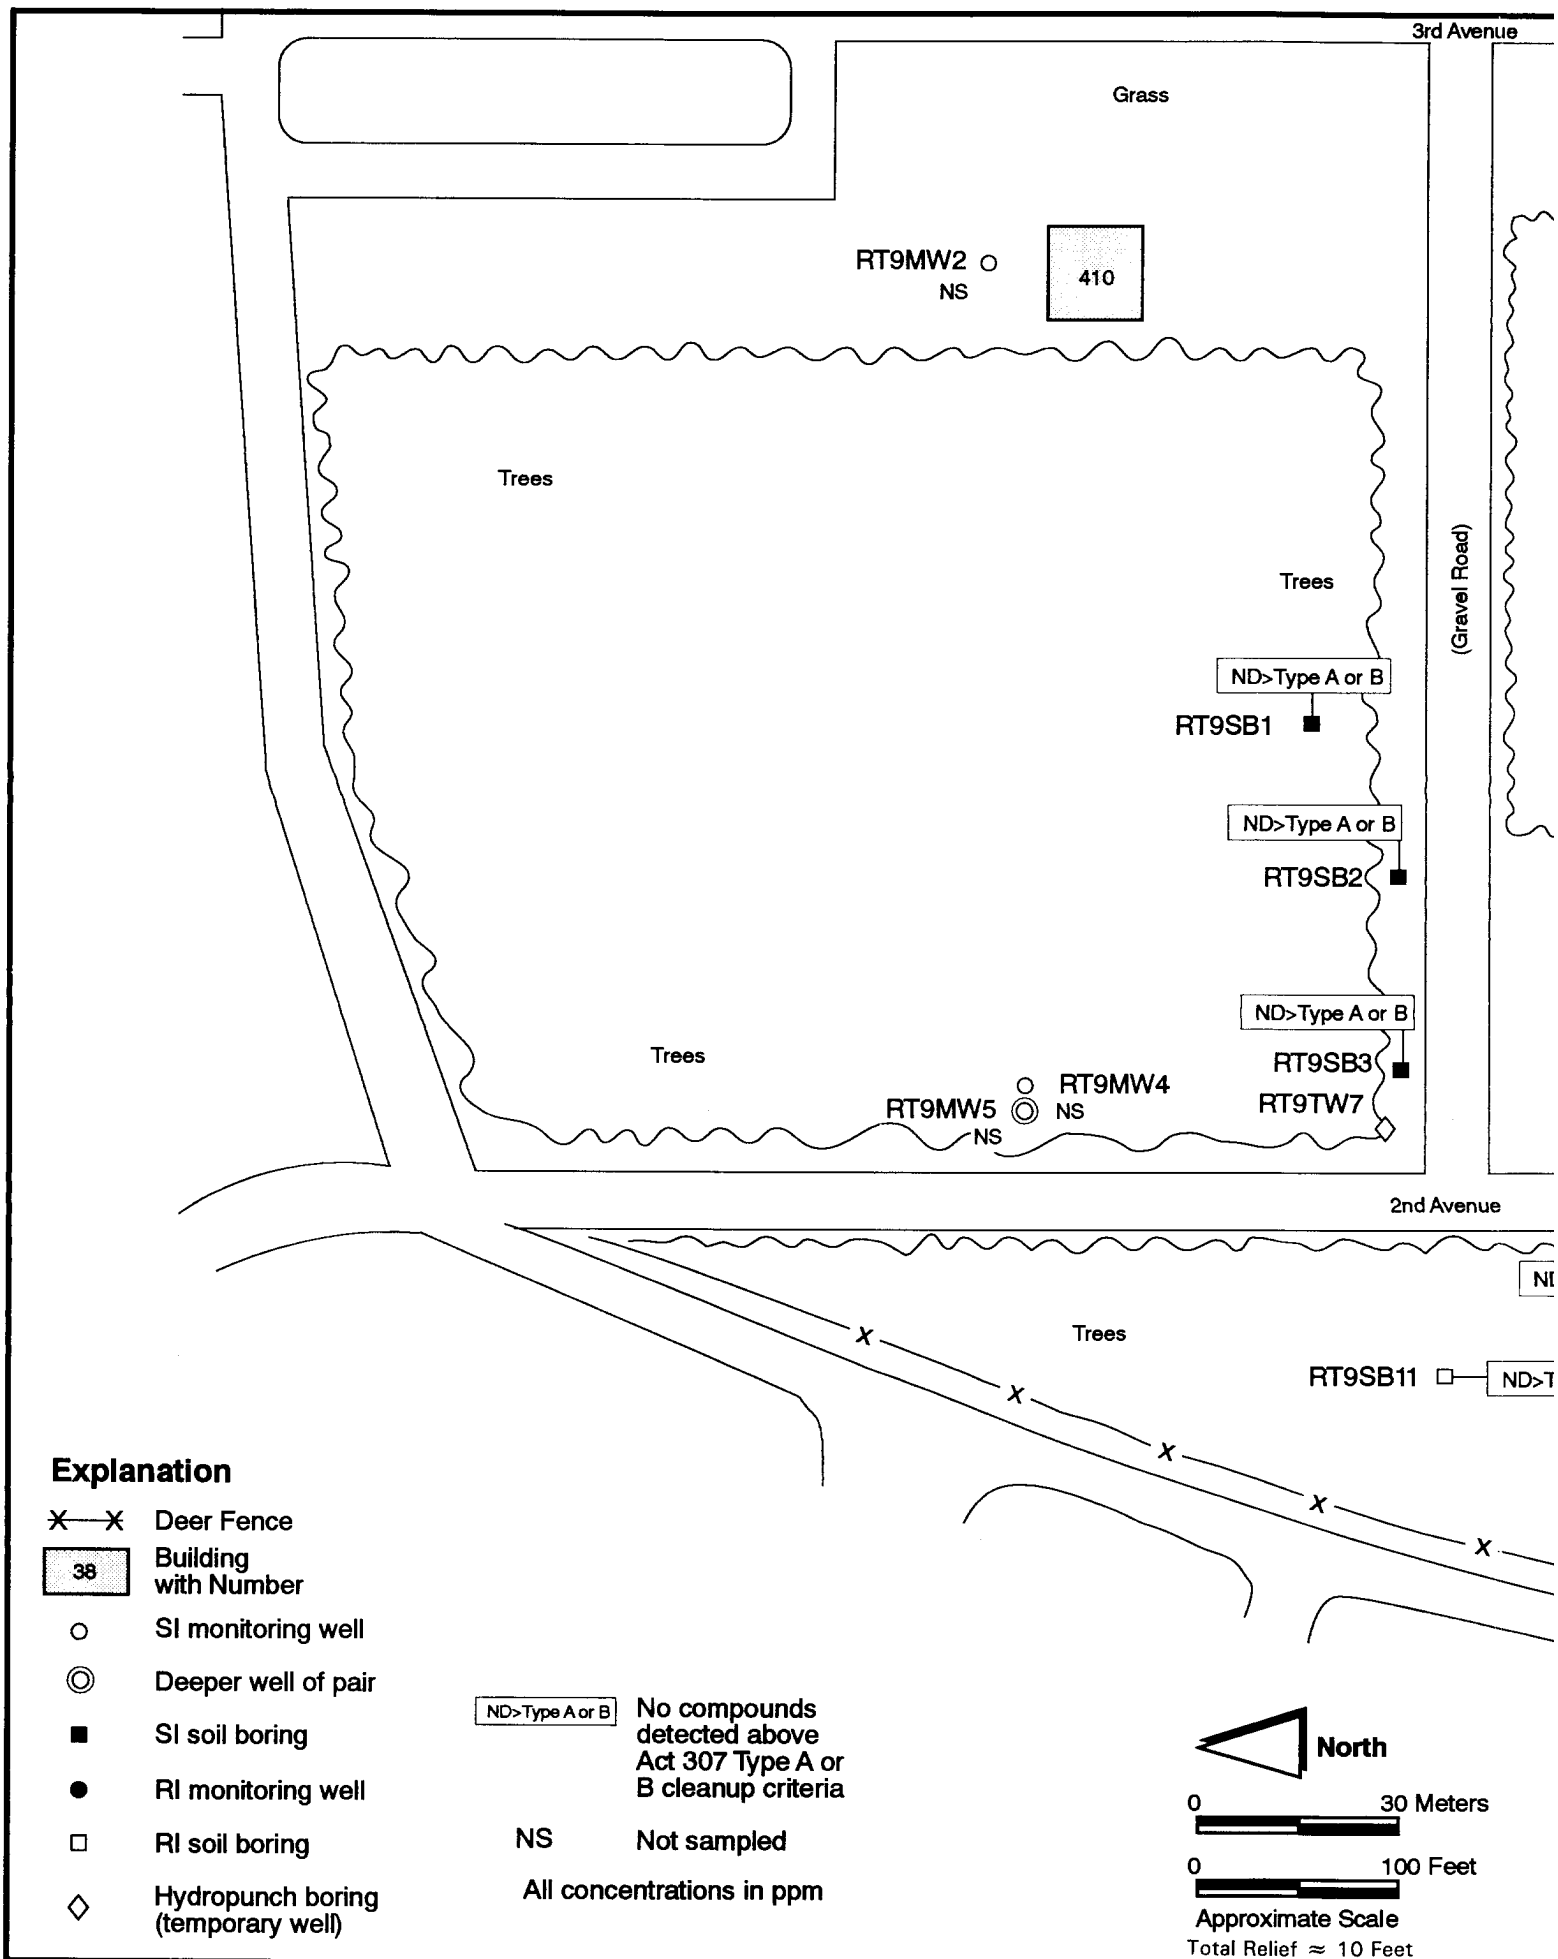 3rd Avenue
Grass
RT9MW2
NS
410
Trees
Trees
(Gravel Road)
ND>Type A or B
RT9SB1
ND>Type A or B
RT9SB2
ND>Type A or B
RT9SB3
Trees
RT9MW4
RT9MW5
NS
NS
RT9TW7
2nd Avenue
ND
Trees
RT9SB11
ND>T
Explanation
X X Deer Fence
38
Building
with Number
SI monitoring well
Deeper well of pair
SI soil boring
RI monitoring well
RI soil boring
Hydropunch boring
(temporary well)
ND>Type A or B
No compounds
detected above
Act 307 Type A or
B cleanup criteria
NS Not sampled
All concentrations in ppm
North
0 30 Meters
0 100 Feet
Approximate Scale
Total Relief ≈ 10 Feet
X
X
X
X
X